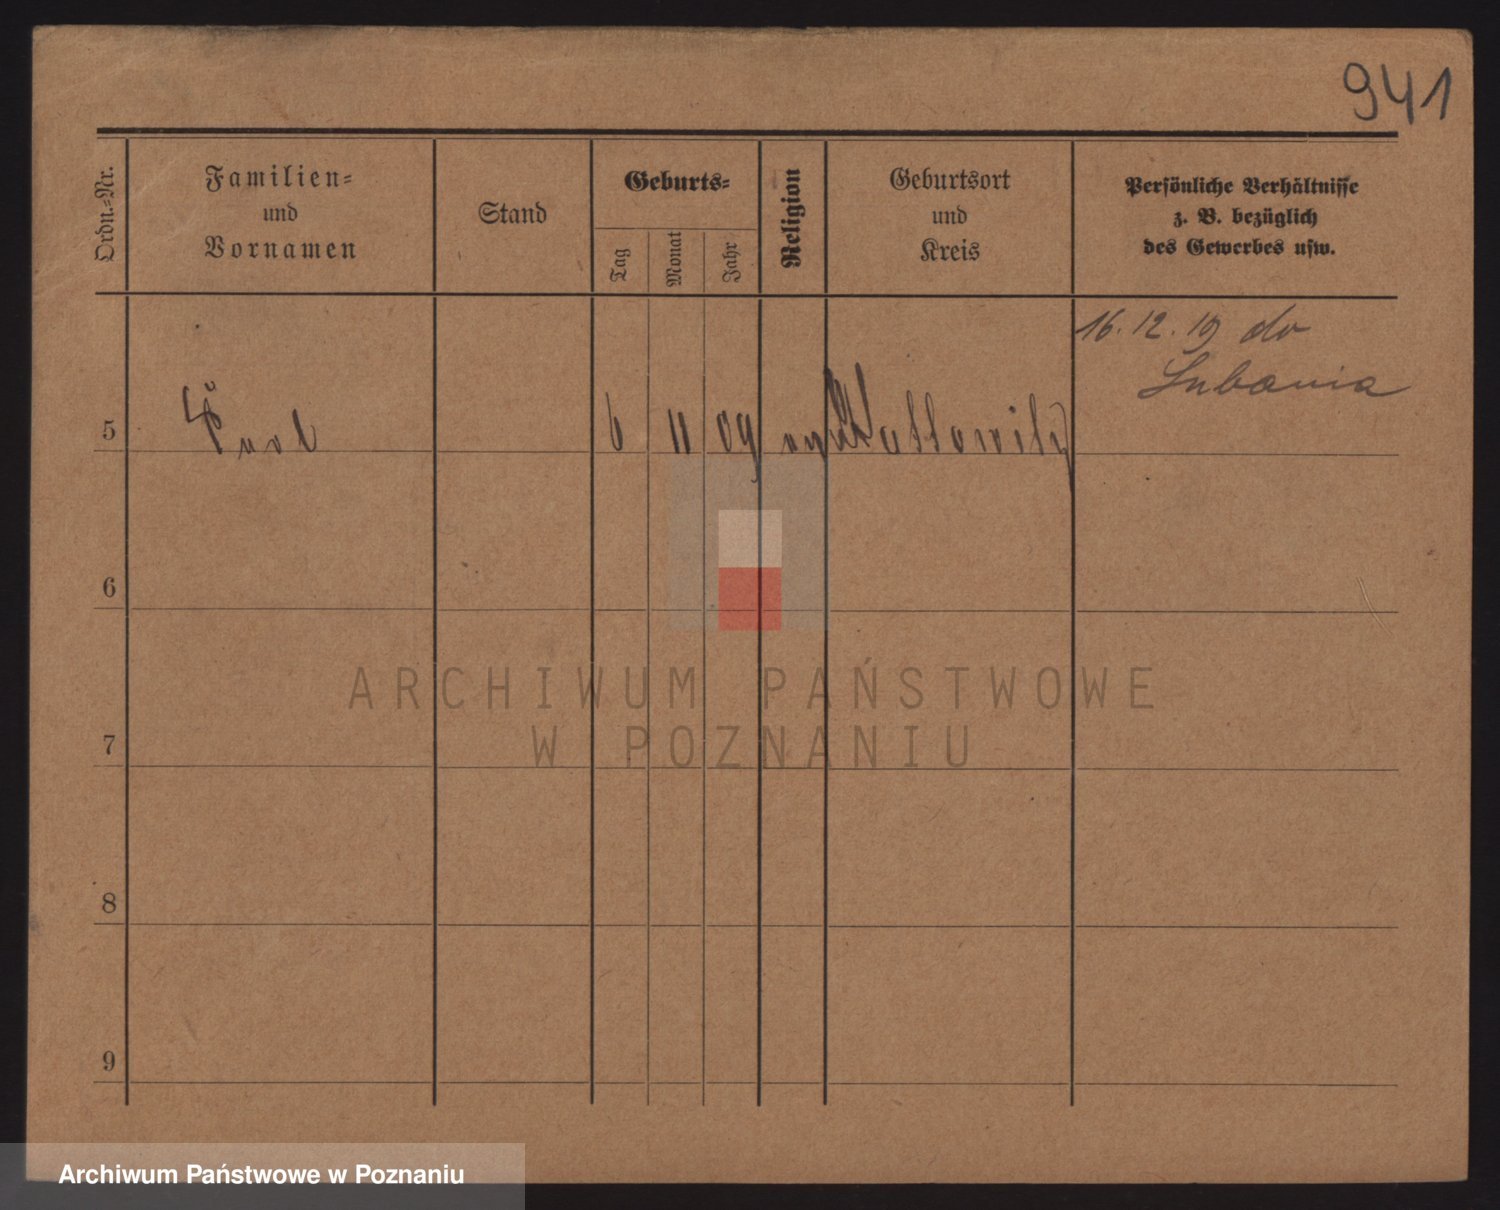 941
Ordn.=Nr.
Familien=
und
Vornamen
Stand
Geburts=
Tag
Monat
Jahr
Religion
Geburtsort
und
Kreis
Persönliche Verhältnisse
z. B. bezüglich
des Gewerbes usw.
16. 12. 19 do
Lubania
5
6 11 09
Kattowitz
6
7
8
9
ARCHIWUM PAŃSTWOWE
W POZNANIU
Archiwum Państwowe w Poznaniu